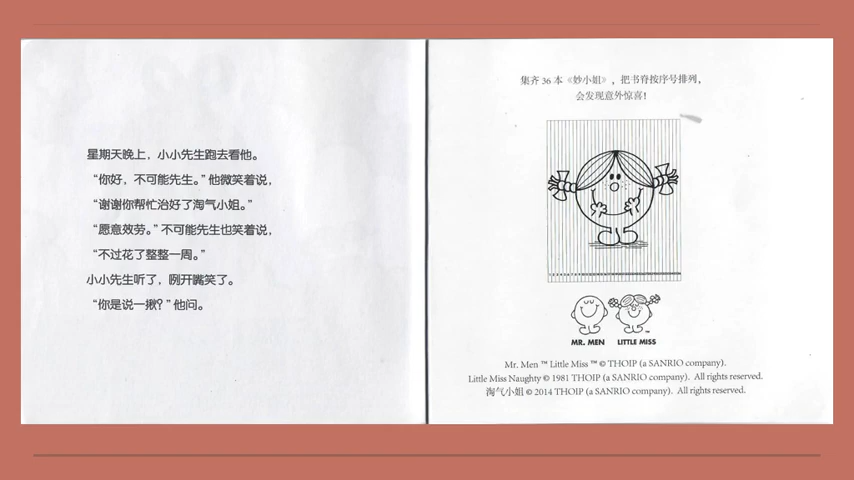 星期天晚上，小小先生跑去看他。
“你好，不可能先生。”他微笑着说，
“谢谢你帮忙治好了淘气小姐。”
“愿意效劳。”不可能先生也笑着说，
“不过花了整整一周。”
小小先生听了，咧开嘴笑了。
“你是说一揪？”他问。
集齐 36 本《妙小姐》，把书脊按序号排列，
会发现意外惊喜！
MR. MEN LITTLE MISS
Mr. Men ™ Little Miss ™ © THOIP (a SANRIO company).
Little Miss Naughty © 1981 THOIP (a SANRIO company). All rights reserved.
淘气小姐 © 2014 THOIP (a SANRIO company). All rights reserved.